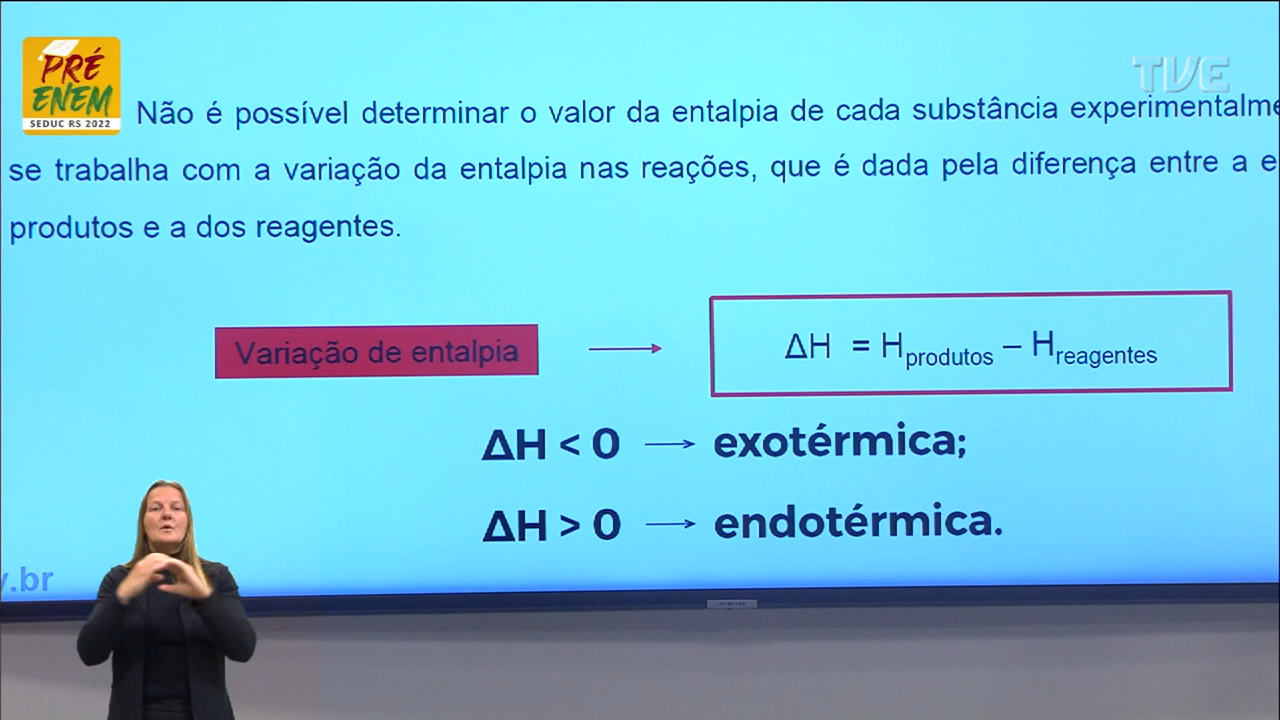 PRÉ
ENEM
SEDUC RS 2022
TVE
Não é possível determinar o valor da entalpia de cada substância
se trabalha com a variação da entalpia nas reações, que é dada pela diferença entre a
produtos e a dos reagentes.
Variação de entalpia
ΔH = Hprodutos – Hreagentes
ΔH < 0 → exotérmica;
ΔH > 0 → endotérmica.
.br